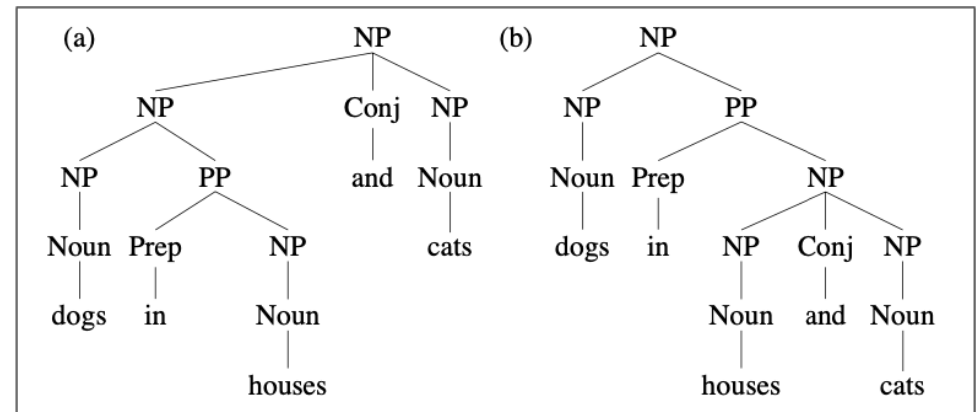 (a) NP (b) NP
NP Conj NP NP PP
NP PP and Noun Noun Prep NP
Noun Prep NP cats dogs in NP Conj NP
dogs in Noun Noun and Noun
houses houses cats